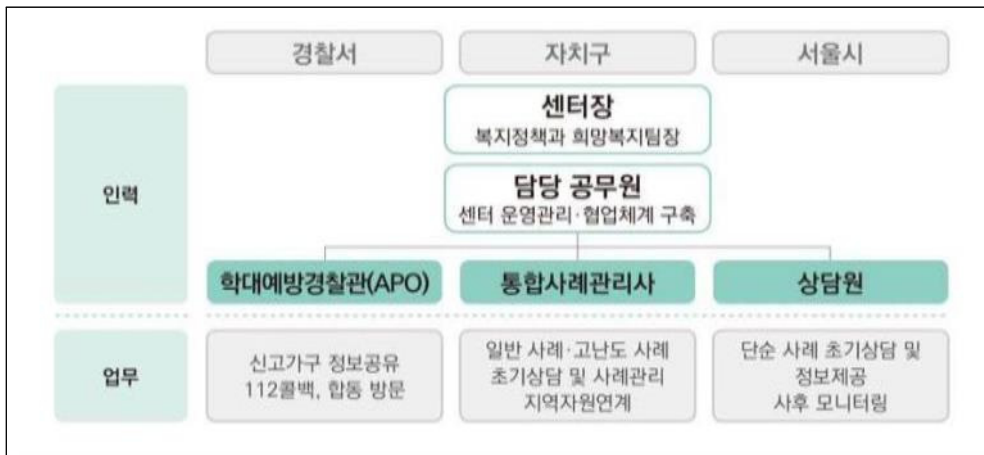 경찰서
자치구
서울시
인력
센터장
복지정책과 희망복지팀장
담당 공무원
센터 운영관리·협업체계 구축
학대예방경찰관(APO)
통합사례관리사
상담원
업무
신고가구 정보공유
112콜백, 합동 방문
일반 사례·고난도 사례
초기상담 및 사례관리
지역자원연계
단순 사례 초기상담 및
정보제공
사후 모니터링